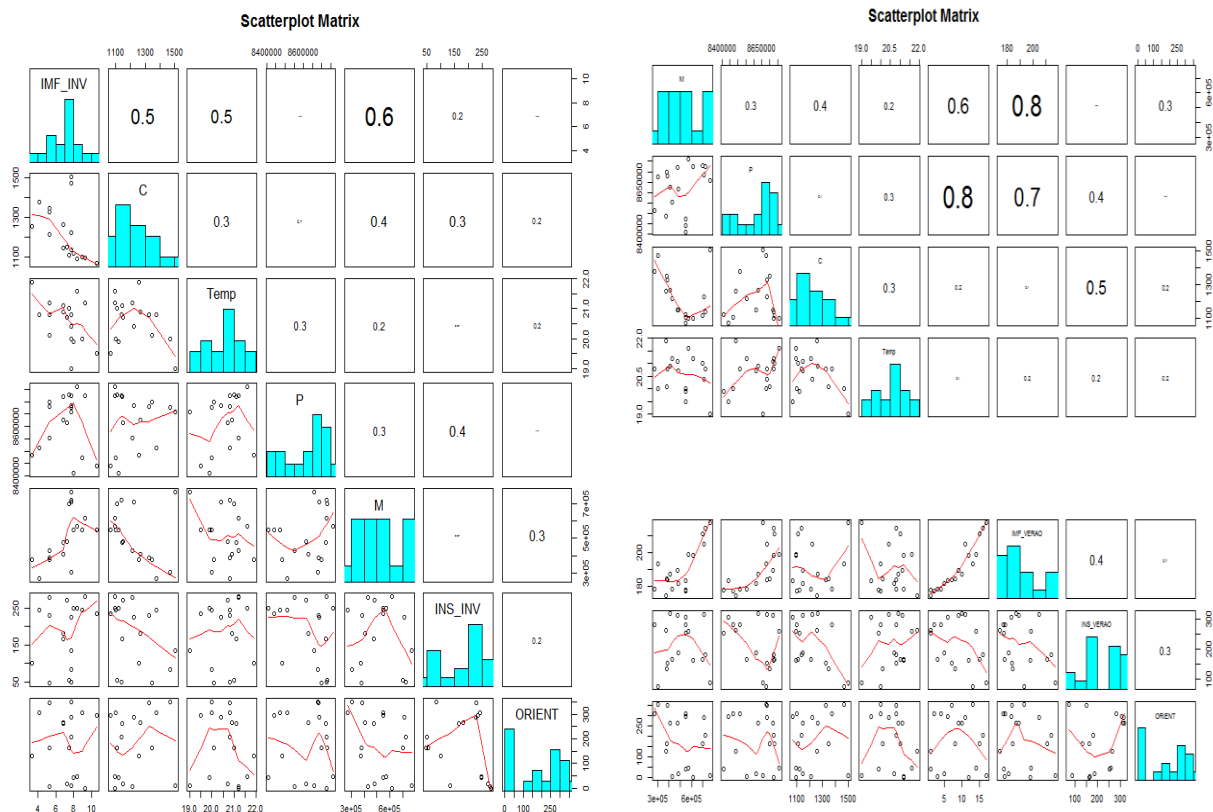 Scatterplot Matrix
1100 1300 1500 8400000 8600000 50 150 250
IMF_INV 0.5 0.5 0.6 0.2 4 6 8 10
1100 1300 1500 C 0.3 0.4 0.3 0.2
Temp 0.3 0.2 0.2 19.0 20.0 21.0 22.0
8400000 8600000 P 0.3 0.4
M 0.3 3e+05 5e+05 7e+05
50 150 250 INS_INV 0.2
ORIENT 0 100 200 300
4 6 8 10 19.0 20.0 21.0 22.0 3e+05 6e+05 0 100 250
Scatterplot Matrix
8400000 8650000 19.0 20.5 22.0 180 200 0 100 250
M 0.3 0.4 0.2 0.6 0.8 0.3 3e+05 6e+05
8400000 8650000 P 0.3 0.8 0.7 0.4
C 0.3 0.2 0.5 0.2 1100 1300 1500
19.0 20.5 22.0 Temp 0.2 0.2 0.2
180 200 IMF_VERAO 0.4
INS_VERAO 0.3 100 200 300
0 100 250 ORIENT
3e+05 6e+05 1100 1300 1500 5 10 15 100 200 300